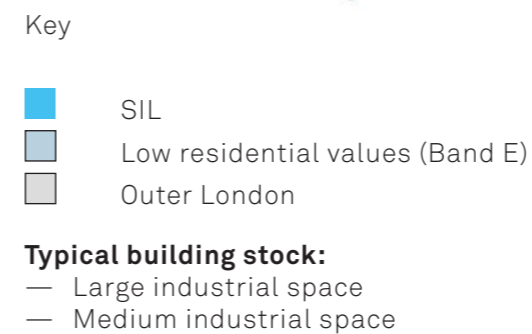 Key
SIL
Low residential values (Band E)
Outer London
Typical building stock:
— Large industrial space
— Medium industrial space